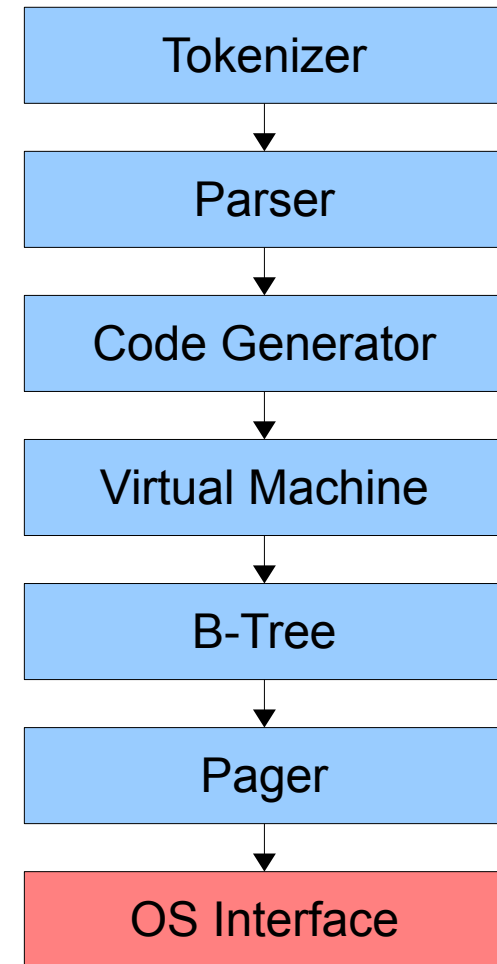 Tokenizer
Parser
Code Generator
Virtual Machine
B-Tree
Pager
OS Interface